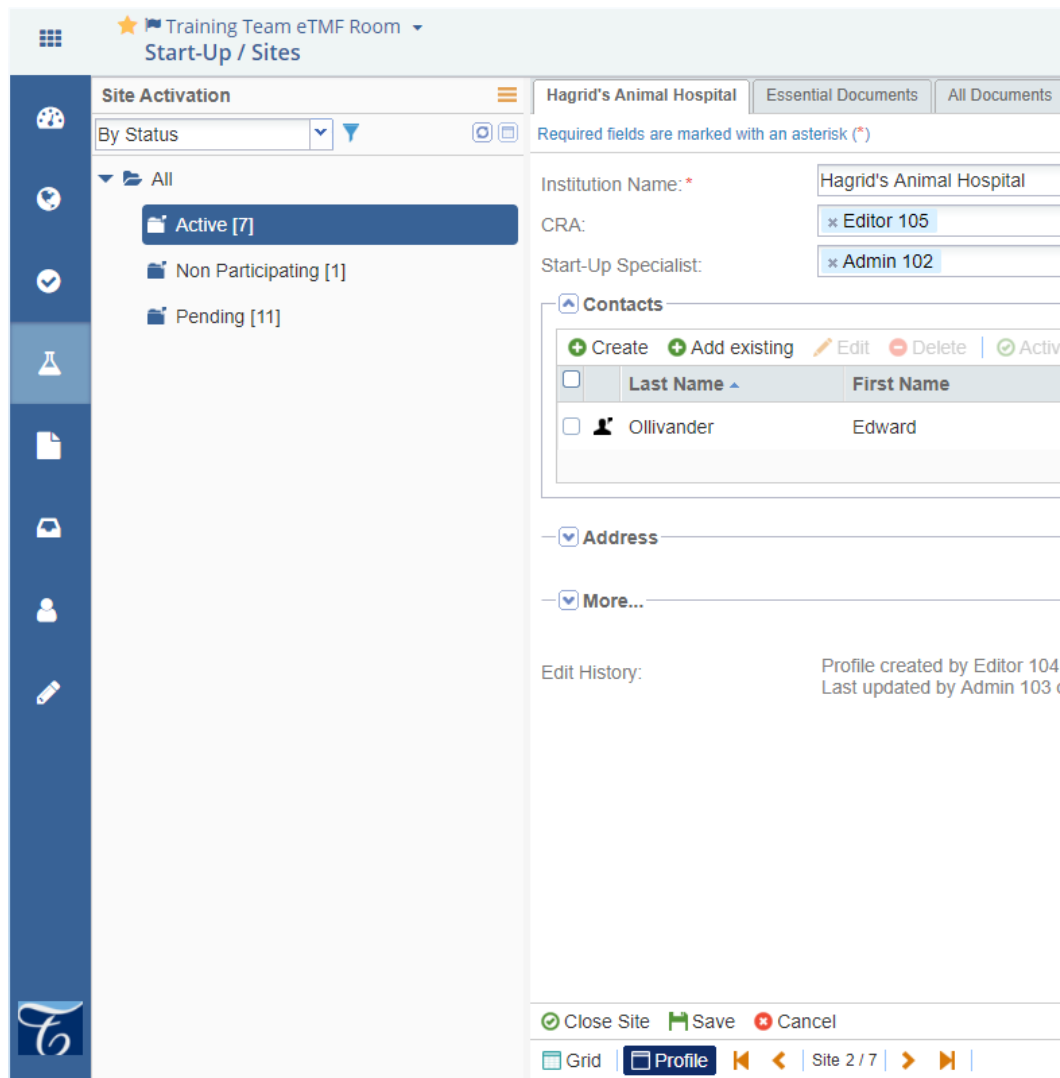 Training Team eTMF Room
Start-Up / Sites
Site Activation
By Status
All
Active [7]
Non Participating [1]
Pending [11]
Hagrid's Animal Hospital
Essential Documents
All Documents
Required fields are marked with an asterisk (*)
Institution Name:* Hagrid's Animal Hospital
CRA: × Editor 105
Start-Up Specialist: × Admin 102
Contacts
Create Add existing Edit Delete Activ
Last Name First Name
Ollivander Edward
Address
More...
Edit History: Profile created by Editor 104
Last updated by Admin 103
Close Site Save Cancel
Grid Profile Site 2 / 7